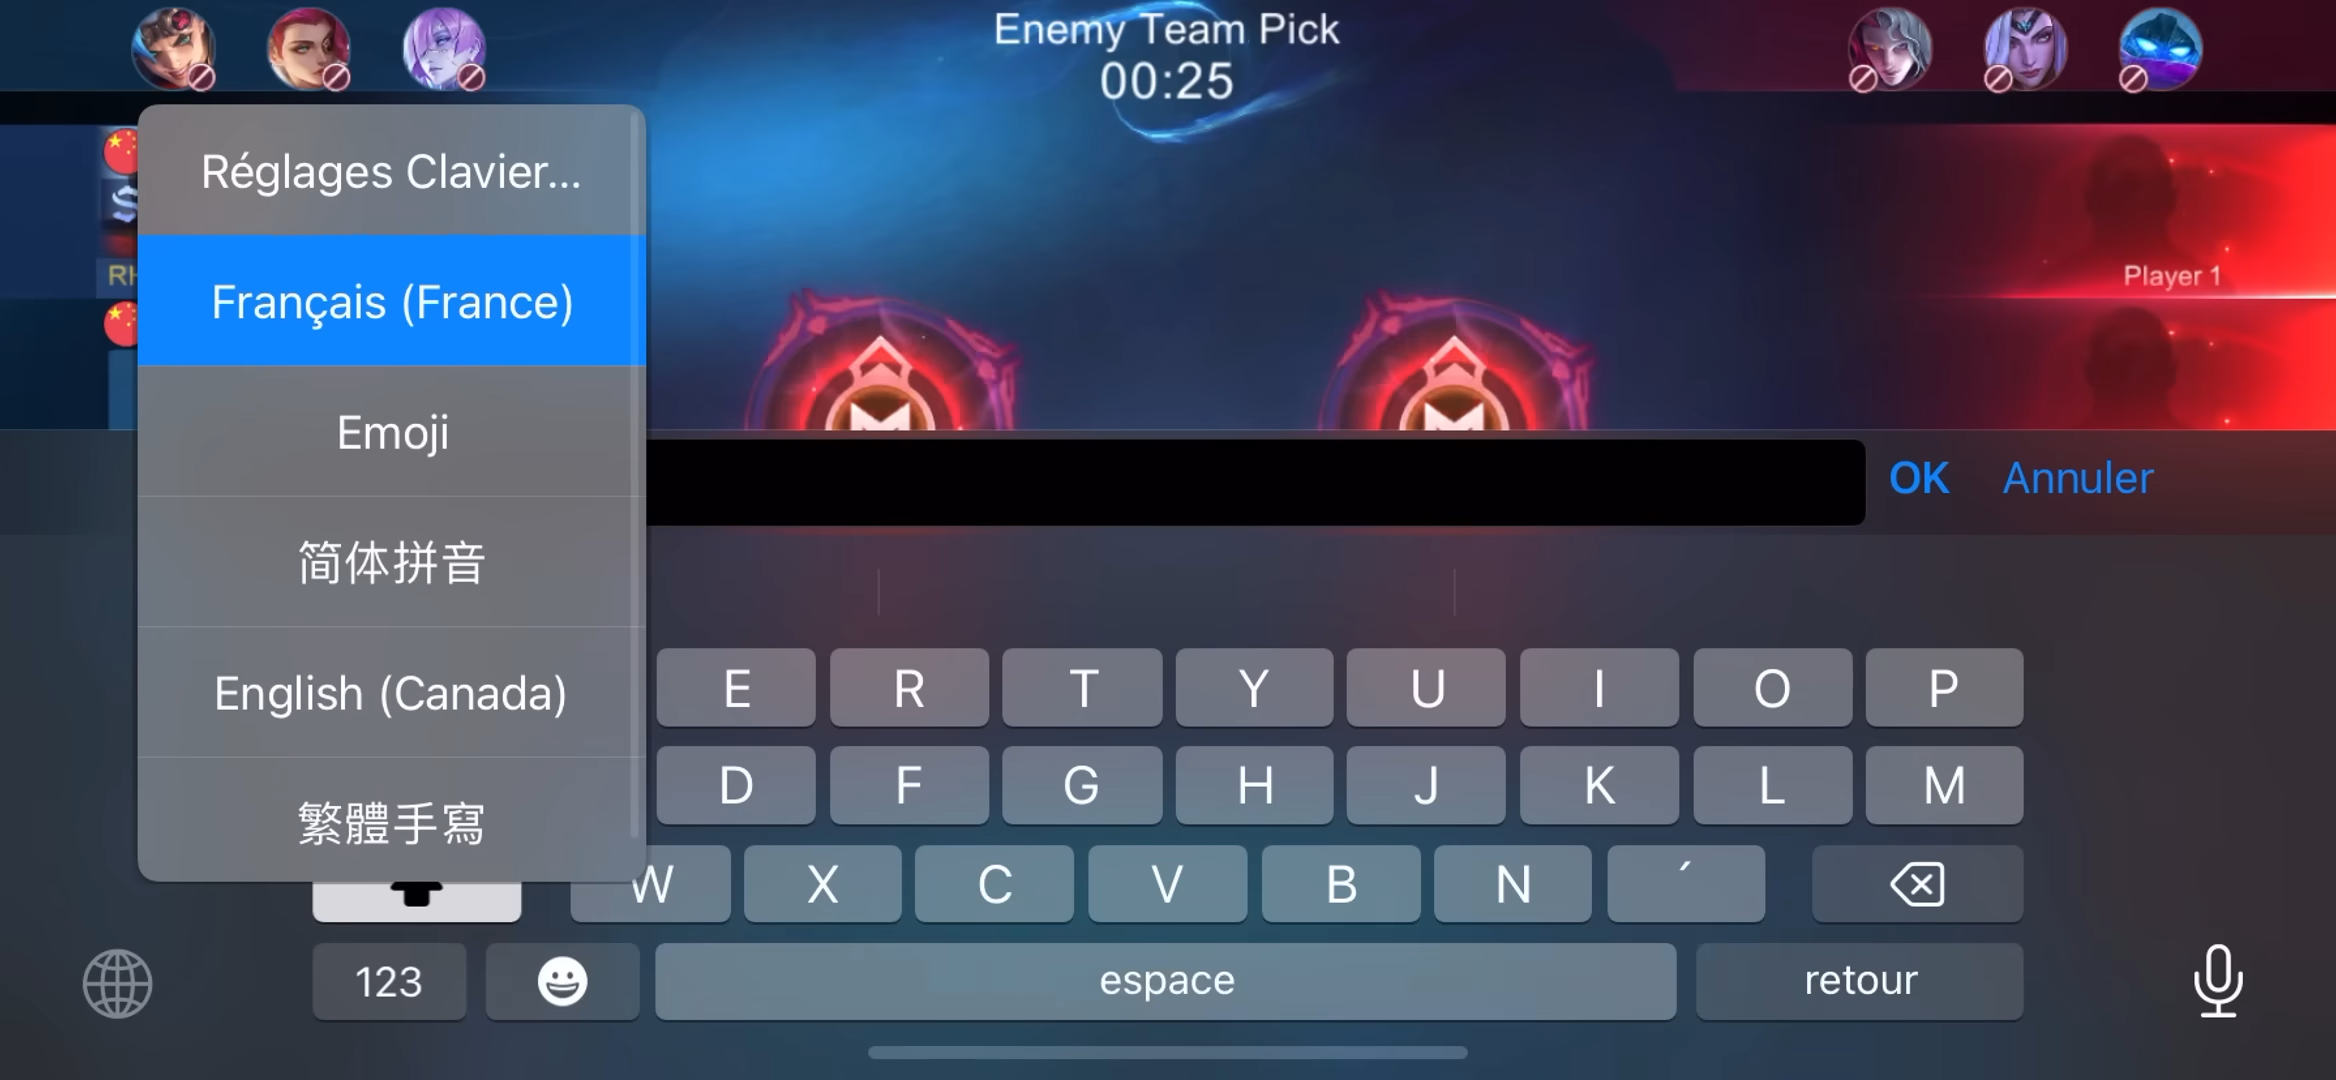 Enemy Team Pick
00:25
Réglages Clavier...
Français (France)
Emoji
简体拼音
English (Canada)
繁體手寫
RH
Player 1
OK
Annuler
E R T Y U I O P
D F G H J K L M
W X C V B N ´
123
espace
retour